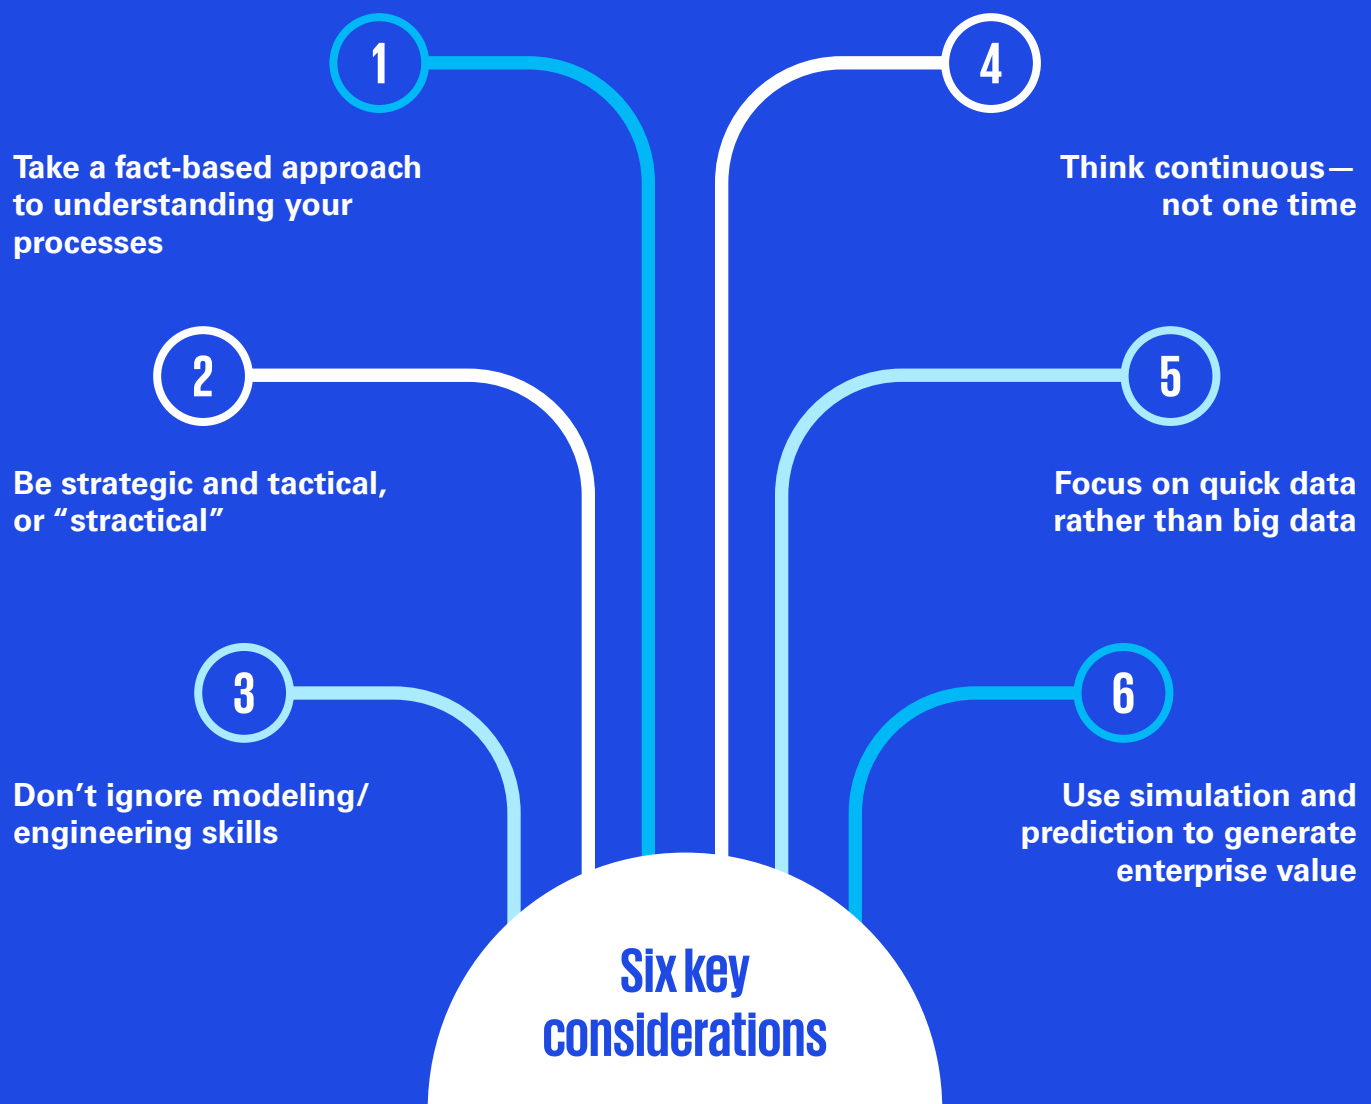 1
Take a fact-based approach
to understanding your
processes
2
Be strategic and tactical,
or “stractical”
3
Don’t ignore modeling/
engineering skills
4
Think continuous—
not one time
5
Focus on quick data
rather than big data
6
Use simulation and
prediction to generate
enterprise value
Six key
considerations